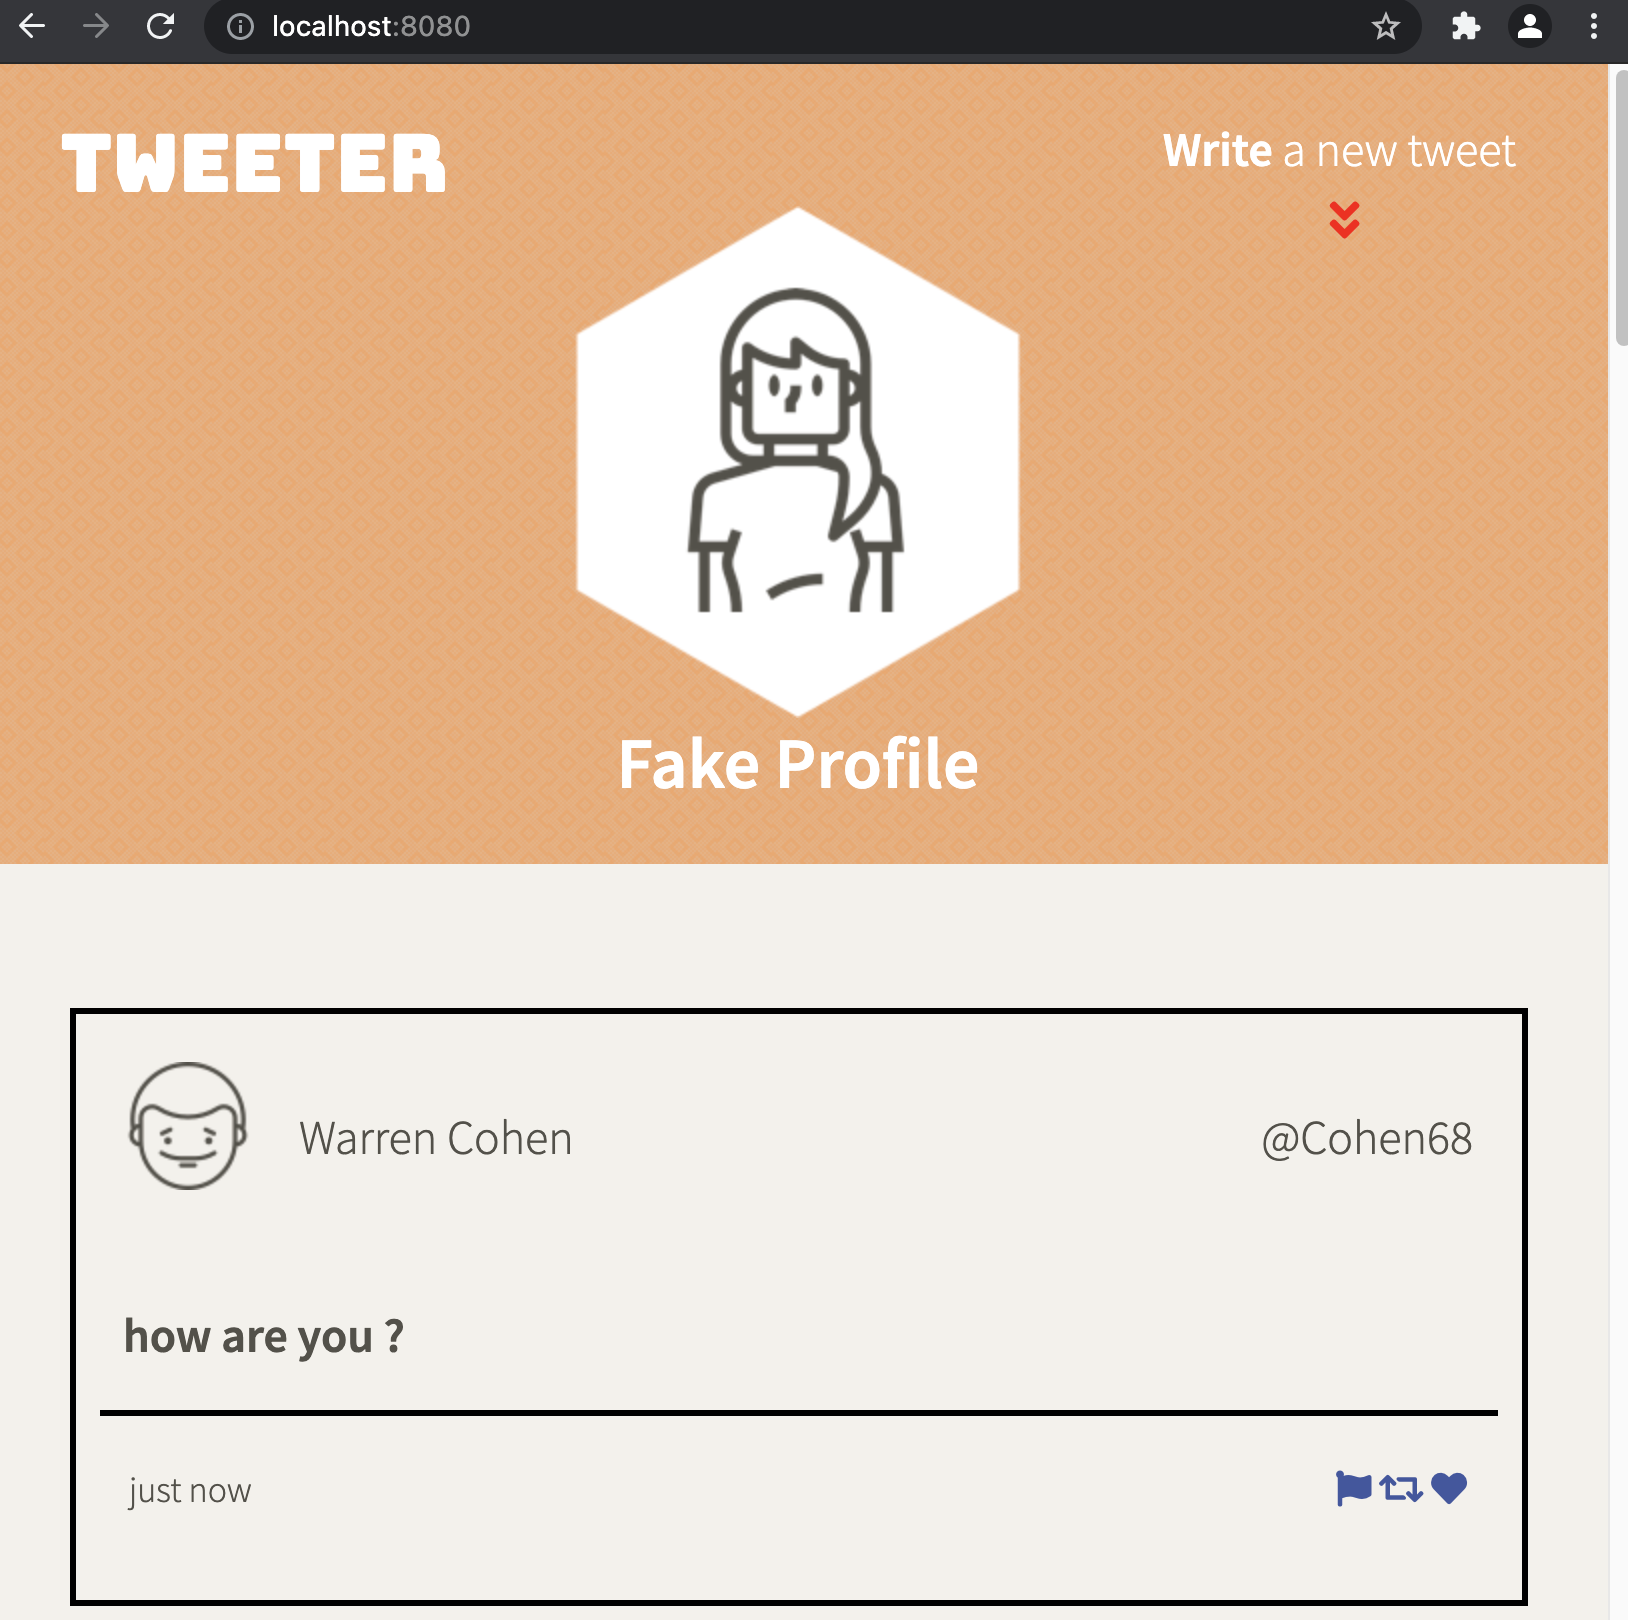 localhost:8080
TWEETER
Write a new tweet
Fake Profile
Warren Cohen
@Cohen68
how are you ?
just now